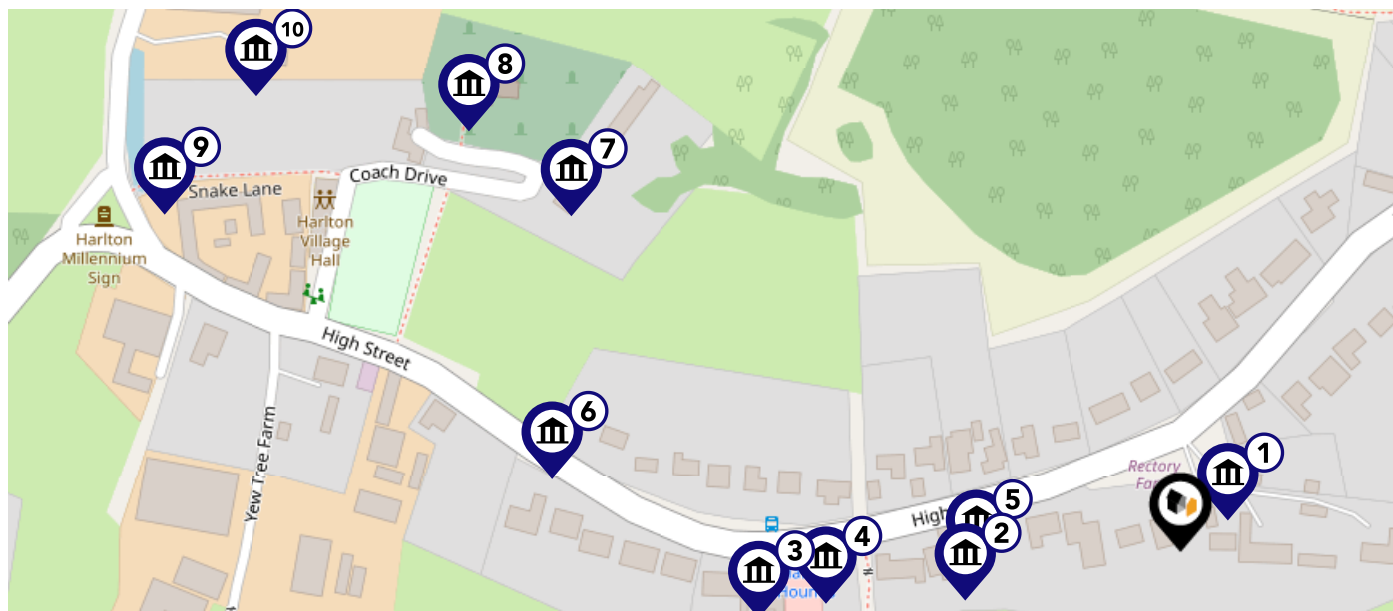 10
8
9
7
Snake Lane
Coach Drive
Harlton
Village
Hall
Harlton
Millennium
Sign
High Street
6
Yew Tree Farm
1
Rectory
High
5
2
3
4